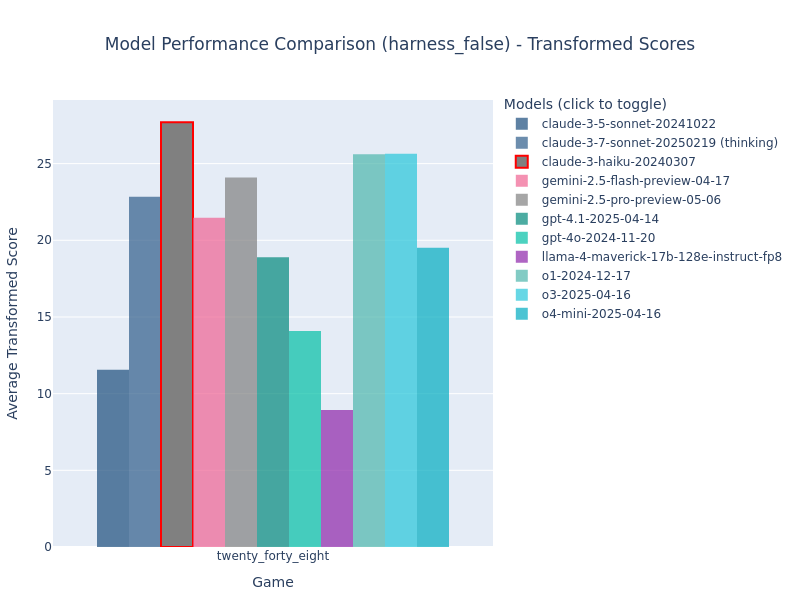 Model Performance Comparison (harness_false) - Transformed Scores
Models (click to toggle)
claude-3-5-sonnet-20241022
claude-3-7-sonnet-20250219 (thinking)
claude-3-haiku-20240307
gemini-2.5-flash-preview-04-17
gemini-2.5-pro-preview-05-06
gpt-4.1-2025-04-14
gpt-4o-2024-11-20
llama-4-maverick-17b-128e-instruct-fp8
o1-2024-12-17
o3-2025-04-16
o4-mini-2025-04-16
Average Transformed Score
25
20
15
10
5
0
twenty_forty_eight
Game